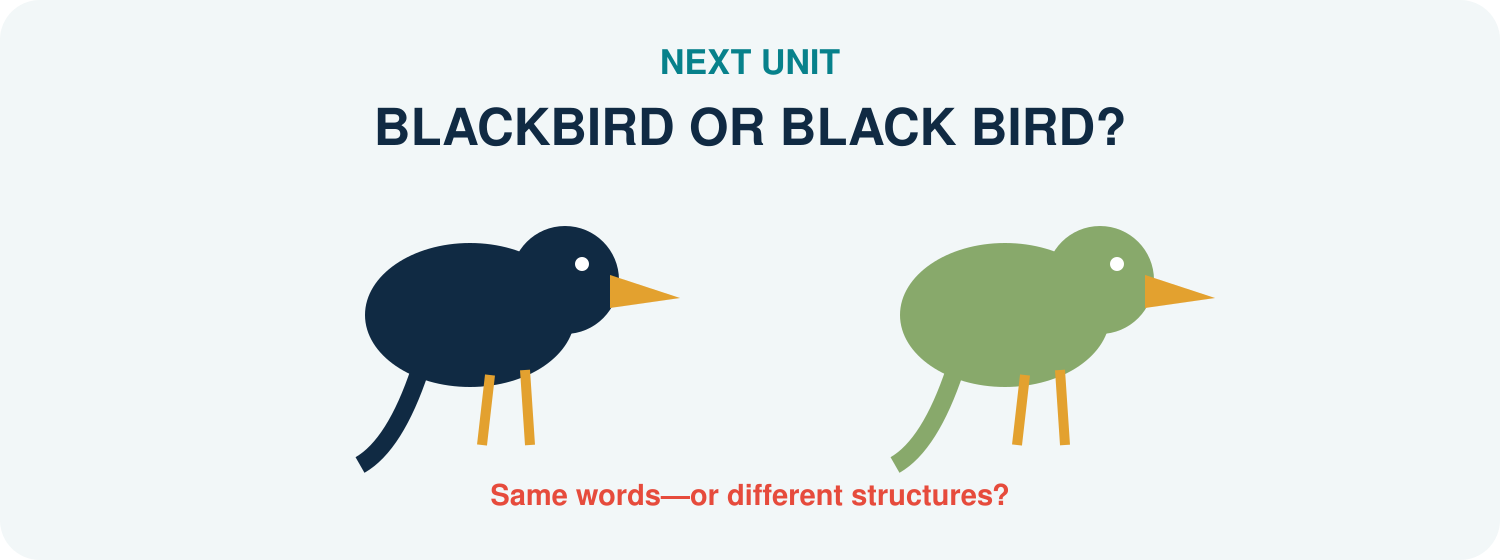 NEXT UNIT
BLACKBIRD OR BLACK BIRD?
Same words—or different structures?